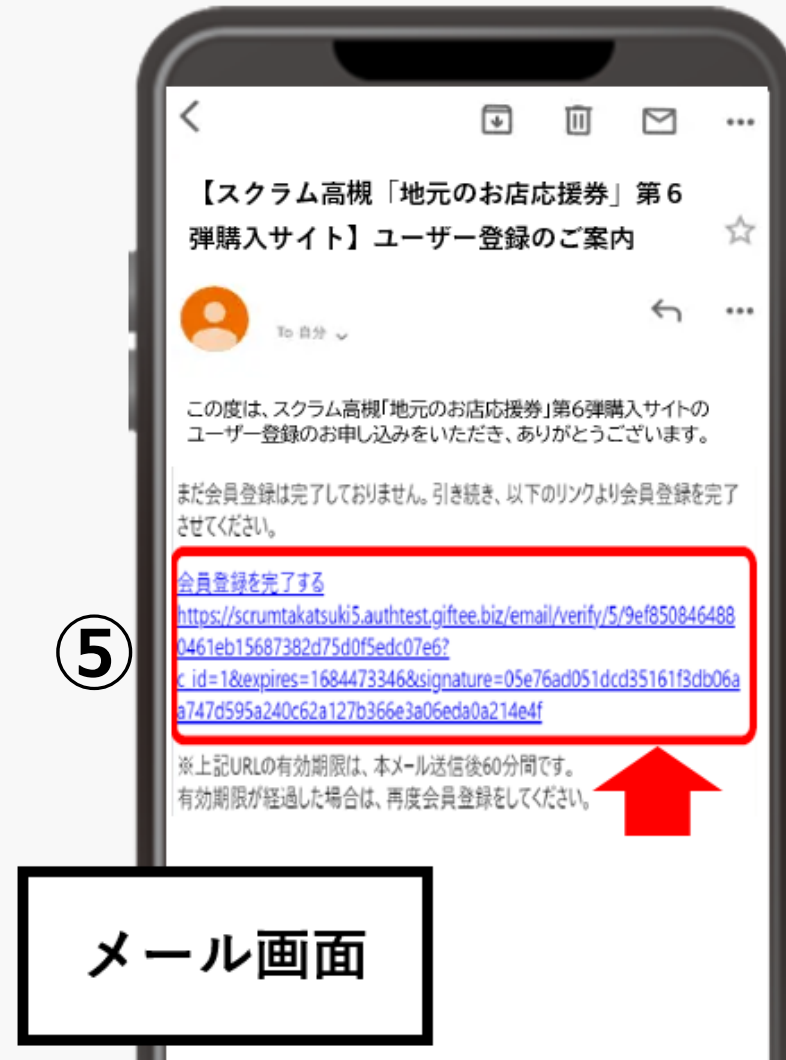 【スクラム高槻「地元のお店応援券」第６
弾購入サイト】ユーザー登録のご案内
To 自分
この度は、スクラム高槻「地元のお店応援券」第6弾購入サイトの
ユーザー登録のお申し込みをいただき、ありがとうございます。
まだ会員登録は完了しておりません。引き続き、以下のリンクより会員登録を完了
させてください。
会員登録を完了する
https://scrumtakatsuki5.authtest.giftee.biz/email/verify/5/9ef850846488
0461eb15687382d75d0f5edc07e6?
c_id=1&expires=1684473346&signature=05e76ad051dcd35161f3db06a
a747d595a240c62a127b366e3a06eda0a214e4f
⑤
※上記URLの有効期限は、本メール送信後60分間です。
有効期限が経過した場合は、再度会員登録をしてください。
メール画面